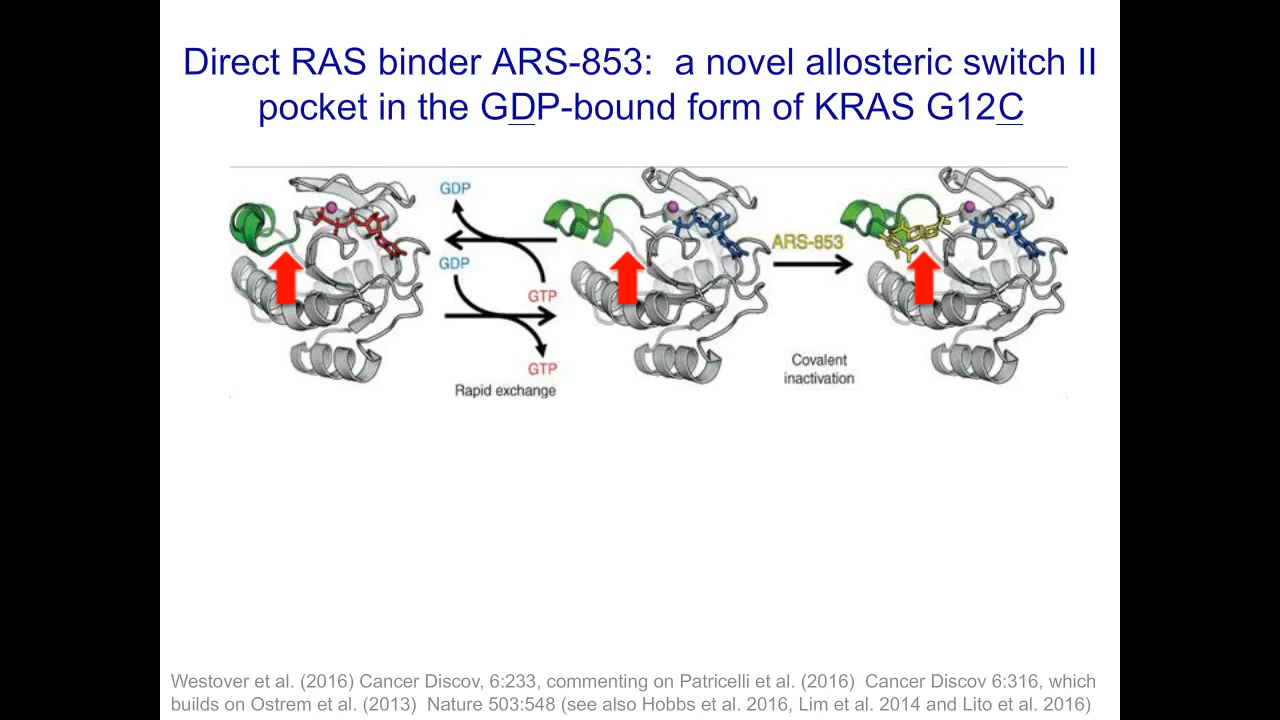 Direct RAS binder ARS-853:  a novel allosteric switch II
pocket in the GDP-bound form of KRAS G12C
GDP
GDP
GTP
GTP
Rapid exchange
ARS-853
Covalent
inactivation
Westover et al. (2016) Cancer Discov, 6:233, commenting on Patricelli et al. (2016)  Cancer Discov 6:316, which
builds on Ostrem et al. (2013)  Nature 503:548 (see also Hobbs et al. 2016, Lim et al. 2014 and Lito et al. 2016)